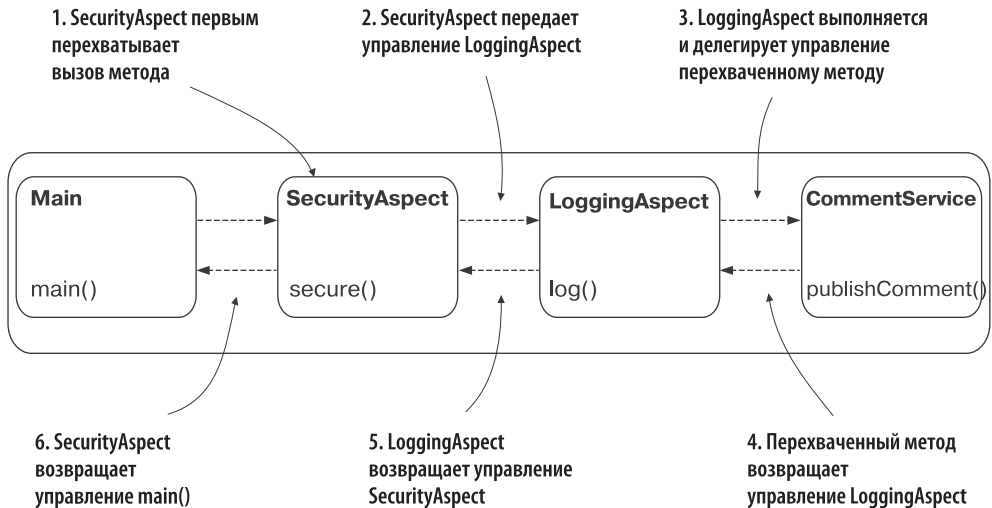 1. SecurityAspect первым
перехватывает
вызов метода
2. SecurityAspect передает
управление LoggingAspect
3. LoggingAspect выполняется
и делегирует управление
перехваченному методу
Main
main()
SecurityAspect
secure()
LoggingAspect
log()
CommentService
publishComment()
6. SecurityAspect
возвращает
управление main()
5. LoggingAspect
возвращает управление
SecurityAspect
4. Перехваченный метод
возвращает
управление LoggingAspect